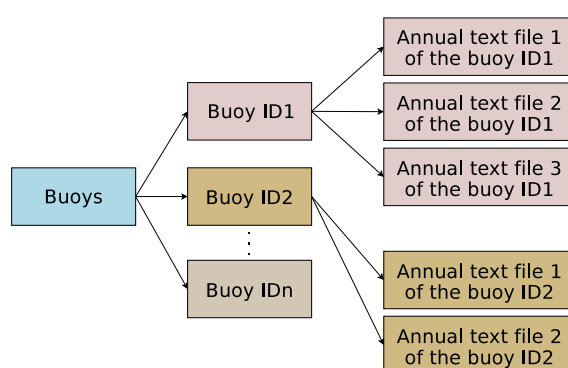 Buoys
Buoy ID1
Buoy ID2
Buoy IDn
Annual text file 1
of the buoy ID1
Annual text file 2
of the buoy ID1
Annual text file 3
of the buoy ID1
Annual text file 1
of the buoy ID2
Annual text file 2
of the buoy ID2